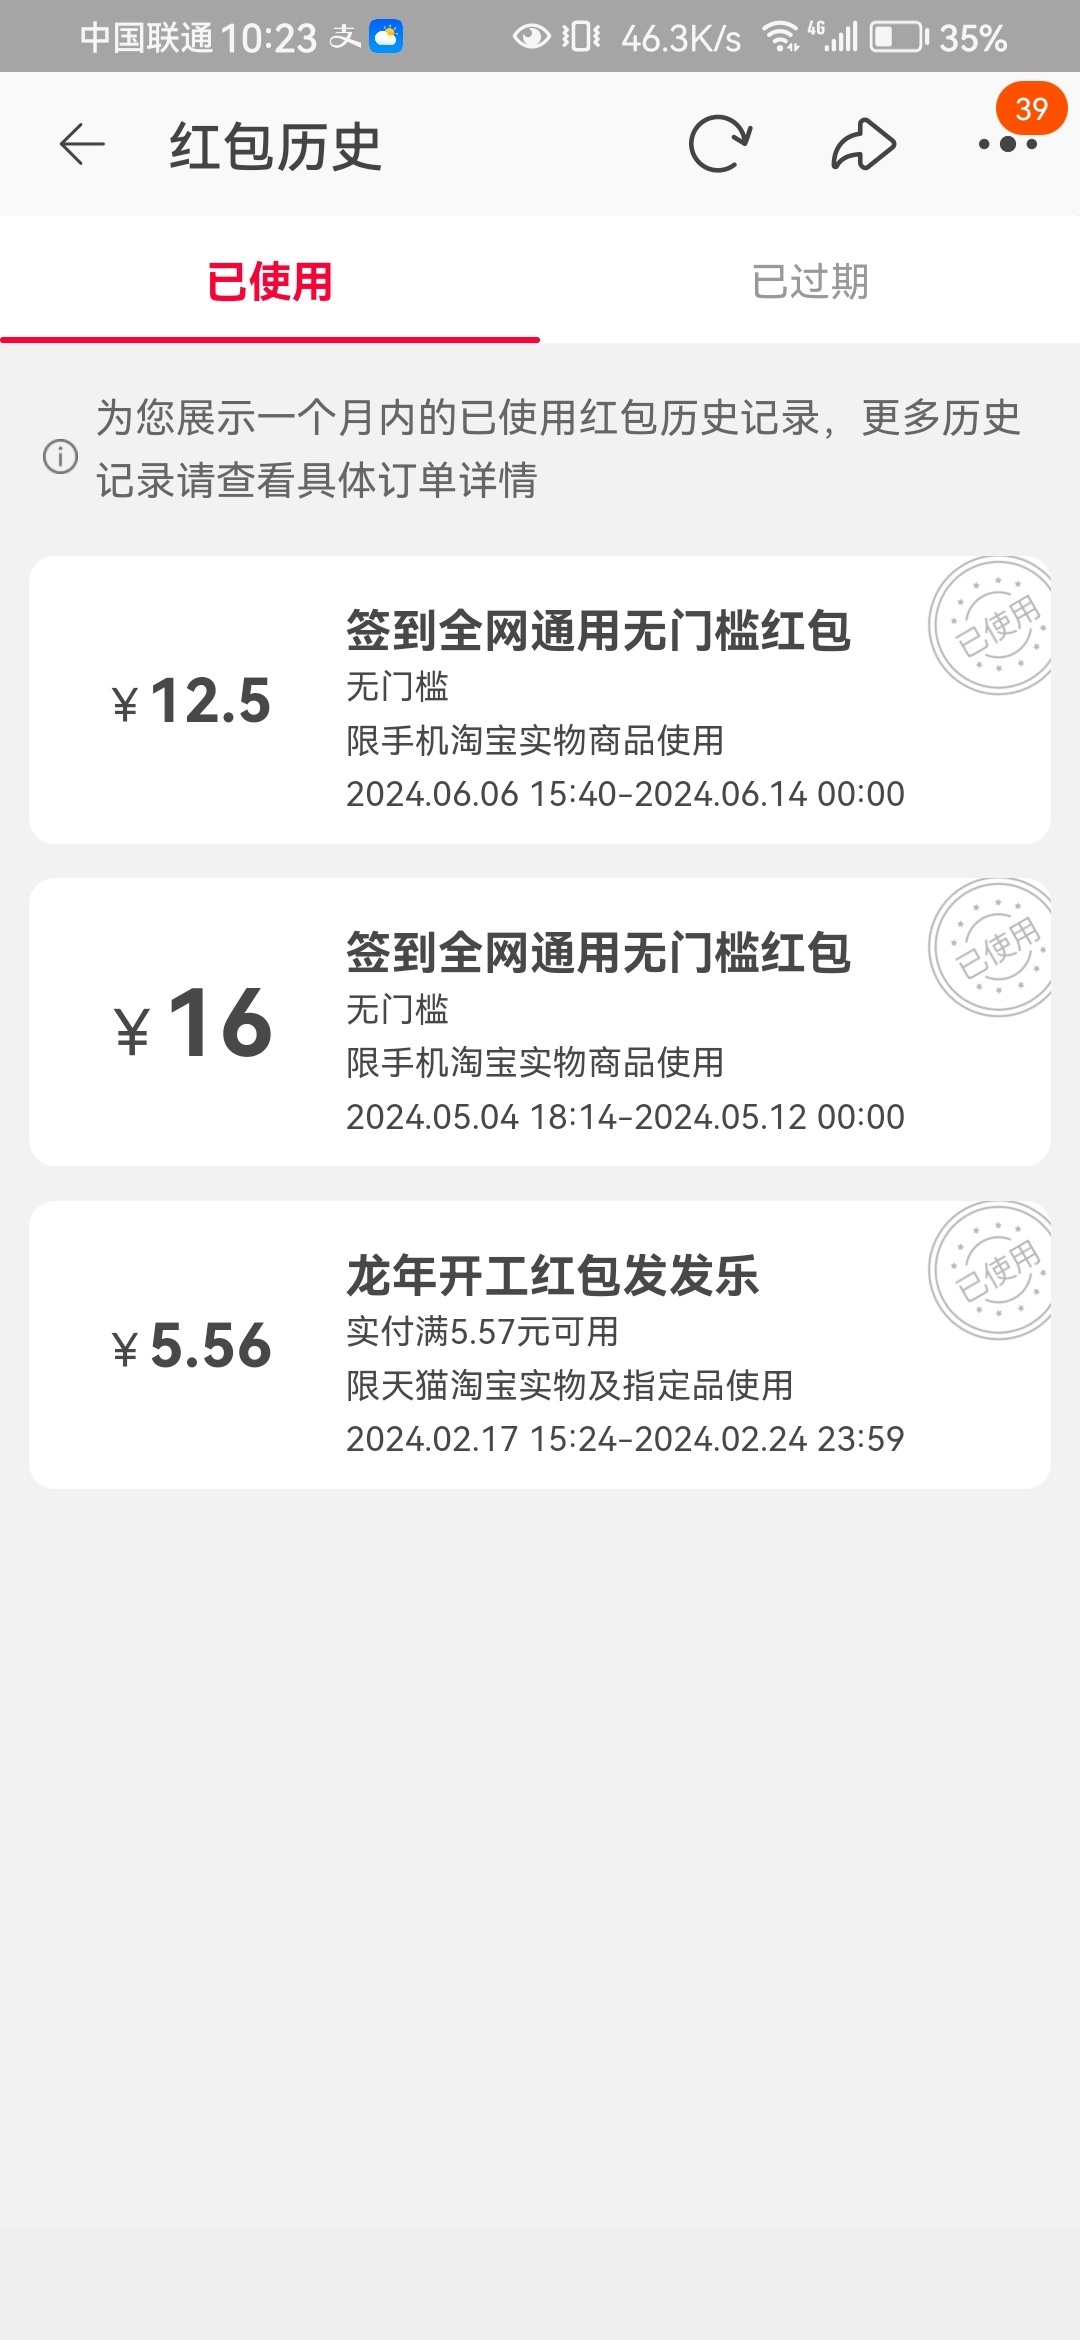 中国联通 10:23 支 46.3K/s 4G 35%
39
红包历史
已使用 已过期
为您展示一个月内的已使用红包历史记录，更多历史
记录请查看具体订单详情
签到全网通用无门槛红包
已使用
无门槛
¥12.5
限手机淘宝实物商品使用
2024.06.06 15:40-2024.06.14 00:00
签到全网通用无门槛红包
已使用
无门槛
¥16
限手机淘宝实物商品使用
2024.05.04 18:14-2024.05.12 00:00
龙年开工红包发发乐
已使用
实付满5.57元可用
¥5.56
限天猫淘宝实物及指定品使用
2024.02.17 15:24-2024.02.24 23:59